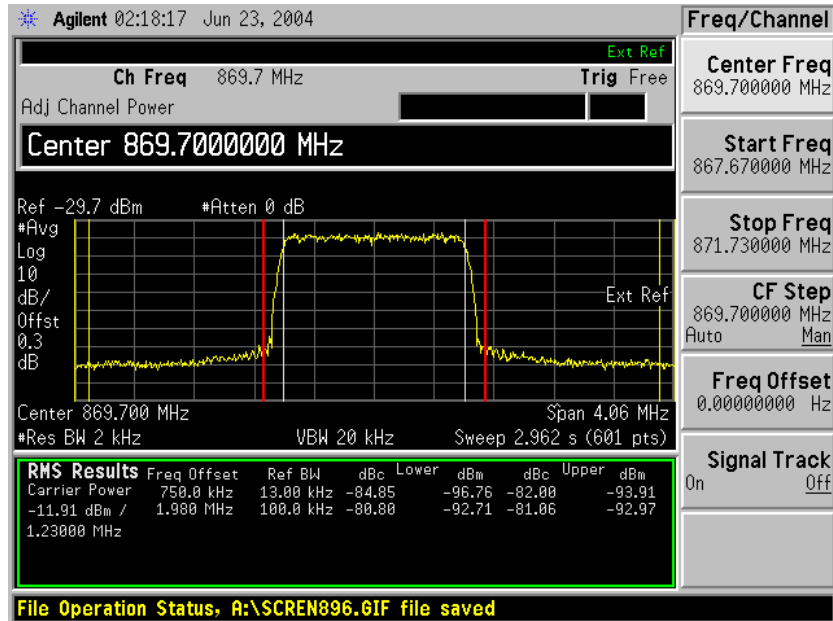 Agilent 02:18:17 Jun 23, 2004
Freq/Channel
Ext Ref
Ch Freq 869.7 MHz Trig Free
Adj Channel Power
Center 869.7000000 MHz
Ref -29.7 dBm #Atten 0 dB
#Avg
Log
10
dB/
Offst
0.3
dB
Ext Ref
Center 869.700 MHz Span 4.06 MHz
#Res BW 2 kHz VBW 20 kHz Sweep 2.962 s (601 pts)
RMS Results Freq Offset Ref BW dBc Lower dBm dBc Upper dBm
Carrier Power 750.0 kHz 13.00 kHz -84.85 -96.76 -82.00 -93.91
-11.91 dBm / 1.980 MHz 100.0 kHz -80.80 -92.71 -81.06 -92.97
1.23000 MHz
File Operation Status, A:\SCREN896.GIF file saved
Center Freq
869.700000 MHz
Start Freq
867.670000 MHz
Stop Freq
871.730000 MHz
CF Step
869.700000 MHz
Auto Man
Freq Offset
0.00000000 Hz
Signal Track
On Off